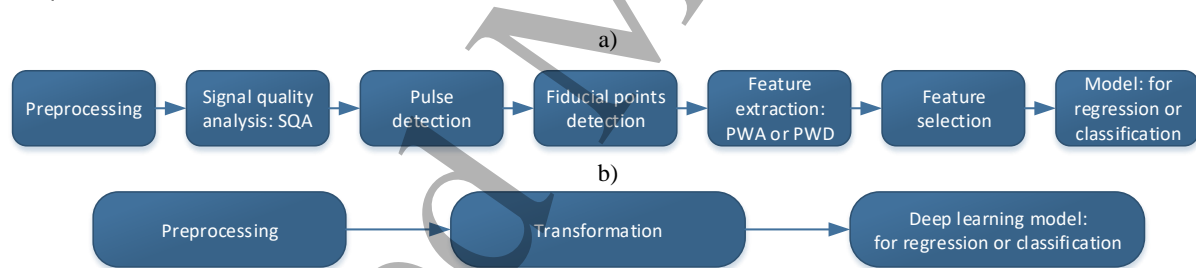 a)
Preprocessing
Signal quality
analysis: SQA
Pulse
detection
Fiducial points
detection
Feature
extraction:
PWA or PWD
Feature
selection
Model: for
regression or
classification
b)
Preprocessing
Transformation
Deep learning model:
for regression or classification